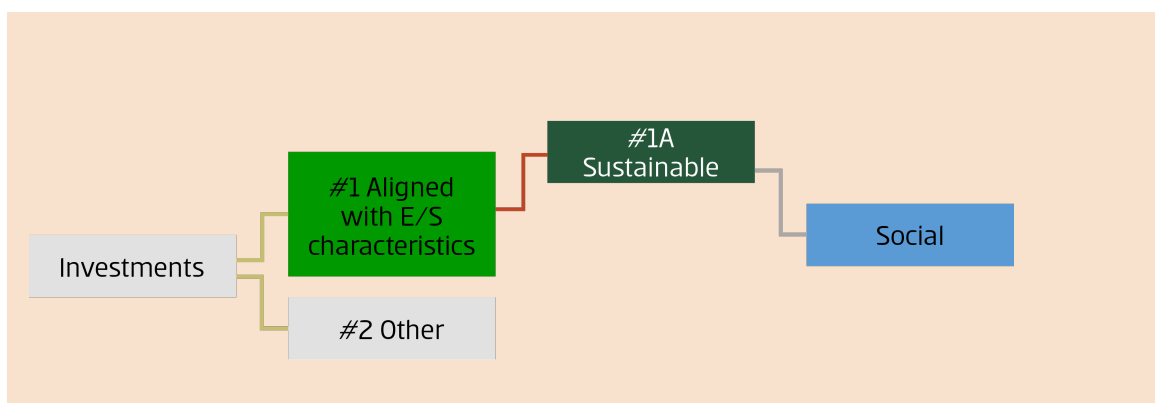 #1A
Sustainable
#1 Aligned
with E/S
characteristics
Social
Investments
#2 Other